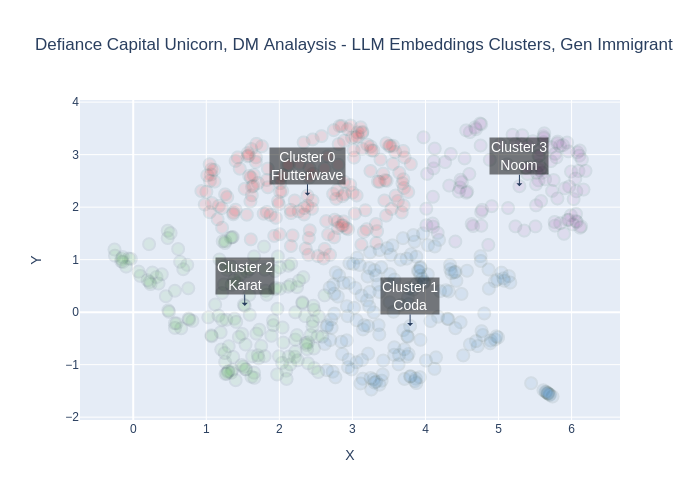 Defiance Capital Unicorn, DM Analaysis - LLM Embeddings Clusters, Gen Immigrant
4
3
2
1
0
−1
−2
Y
Cluster 0
Flutterwave
Cluster 3
Noom
Cluster 2
Karat
Cluster 1
Coda
0
1
2
3
4
5
6
X